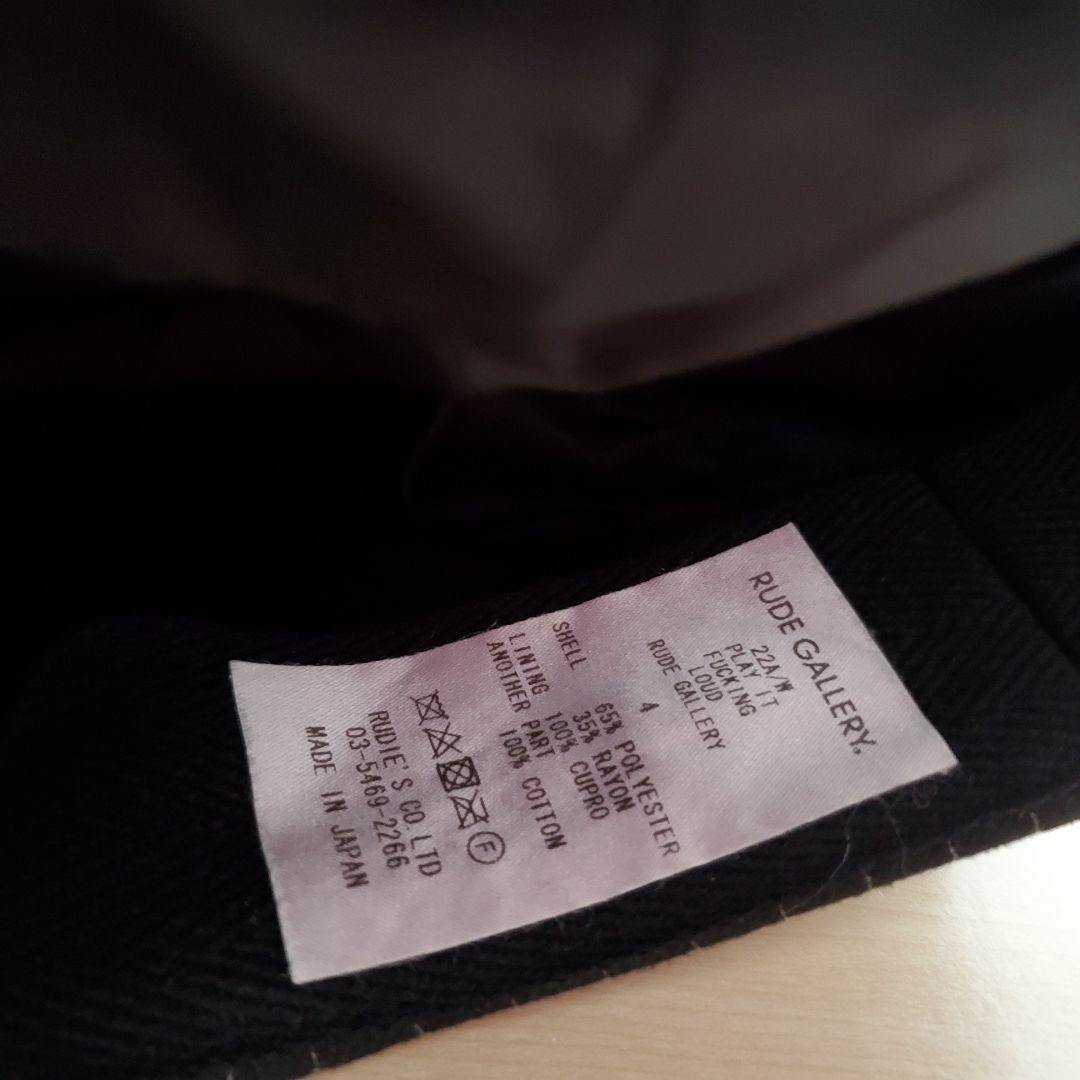 RUDE GALLERY.
22A/W
PLAY IT
FUCKING
LOUD
RUDE GALLERY
4
SHELL 65% POLYESTER
35% RAYON
LINING 100% CUPRO
ANOTHER PART
100% COTTON
F
RUDIE'S CO.LTD
03-5469-2266
MADE IN JAPAN